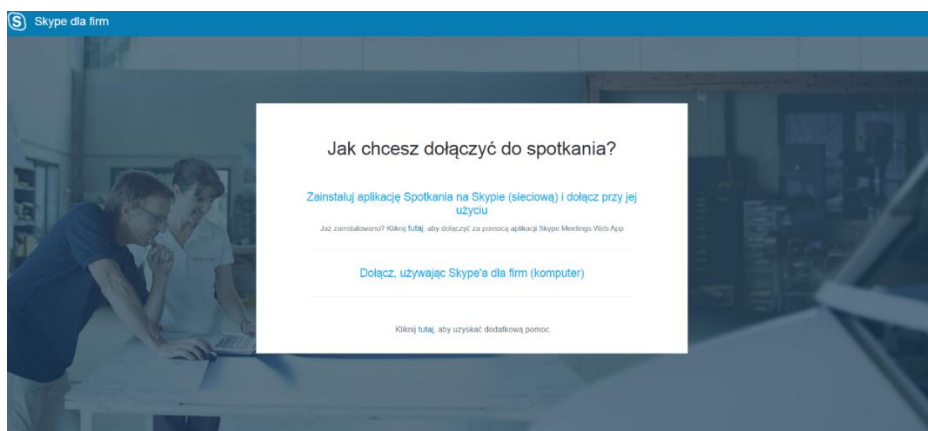 Skype dla firm
Jak chcesz dołączyć do spotkania?
Zainstaluj aplikację Spotkania na Skypie (sieciową) i dołącz przy jej
użyciu
Już zainstalowano? Kliknij tutaj, aby dołączyć za pomocą aplikacji Skype Meetings Web App
Dołącz, używając Skype'a dla firm (komputer)
Kliknij tutaj, aby uzyskać dodatkową pomoc.